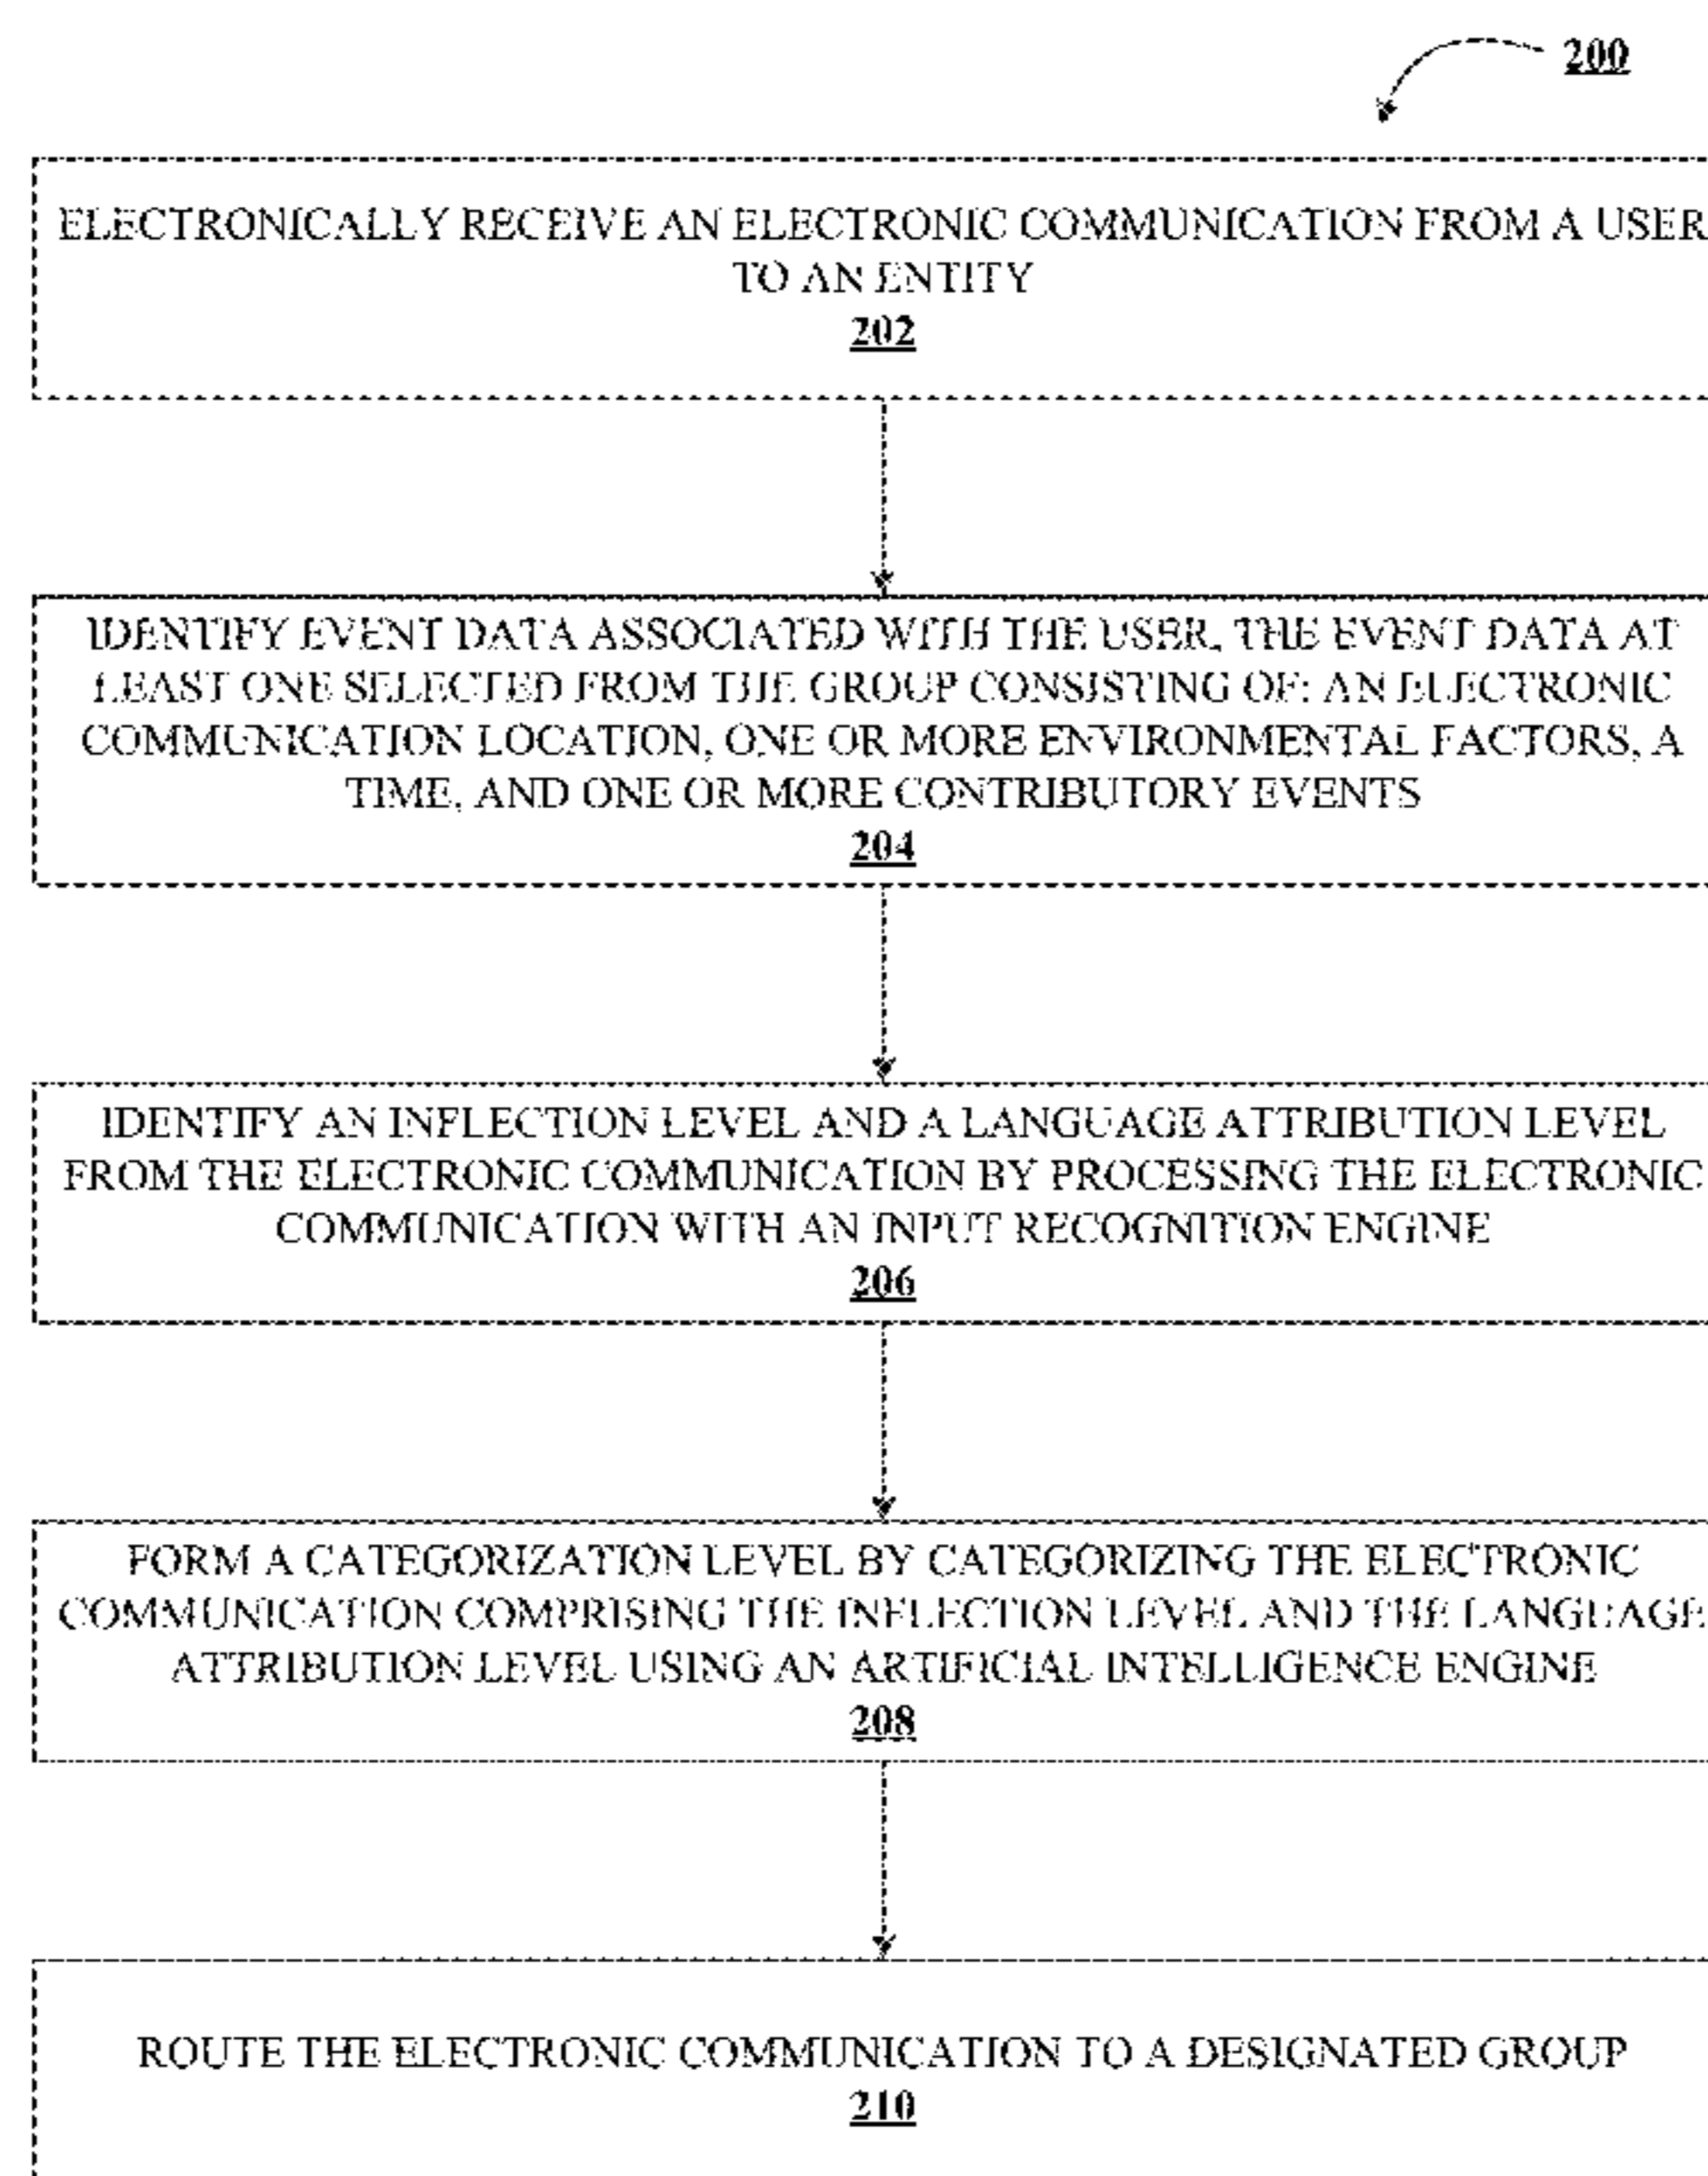 200
ELECTRONICALLY RECEIVE AN ELECTRONIC COMMUNICATION FROM A USER
TO AN ENTITY
202
IDENTIFY EVENT DATA ASSOCIATED WITH THE USER, THE EVENT DATA AT
LEAST ONE SELECTED FROM THE GROUP CONSISTING OF: AN ELECTRONIC
COMMUNICATION LOCATION, ONE OR MORE ENVIRONMENTAL FACTORS, A
TIME, AND ONE OR MORE CONTRIBUTORY EVENTS
204
IDENTIFY AN INFLECTION LEVEL AND A LANGUAGE ATTRIBUTION LEVEL
FROM THE ELECTRONIC COMMUNICATION BY PROCESSING THE ELECTRONIC
COMMUNICATION WITH AN INPUT RECOGNITION ENGINE
206
FORM A CATEGORIZATION LEVEL BY CATEGORIZING THE ELECTRONIC
COMMUNICATION COMPRISING THE INFLECTION LEVEL AND THE LANGUAGE
ATTRIBUTION LEVEL USING AN ARTIFICIAL INTELLIGENCE ENGINE
208
ROUTE THE ELECTRONIC COMMUNICATION TO A DESIGNATED GROUP
210